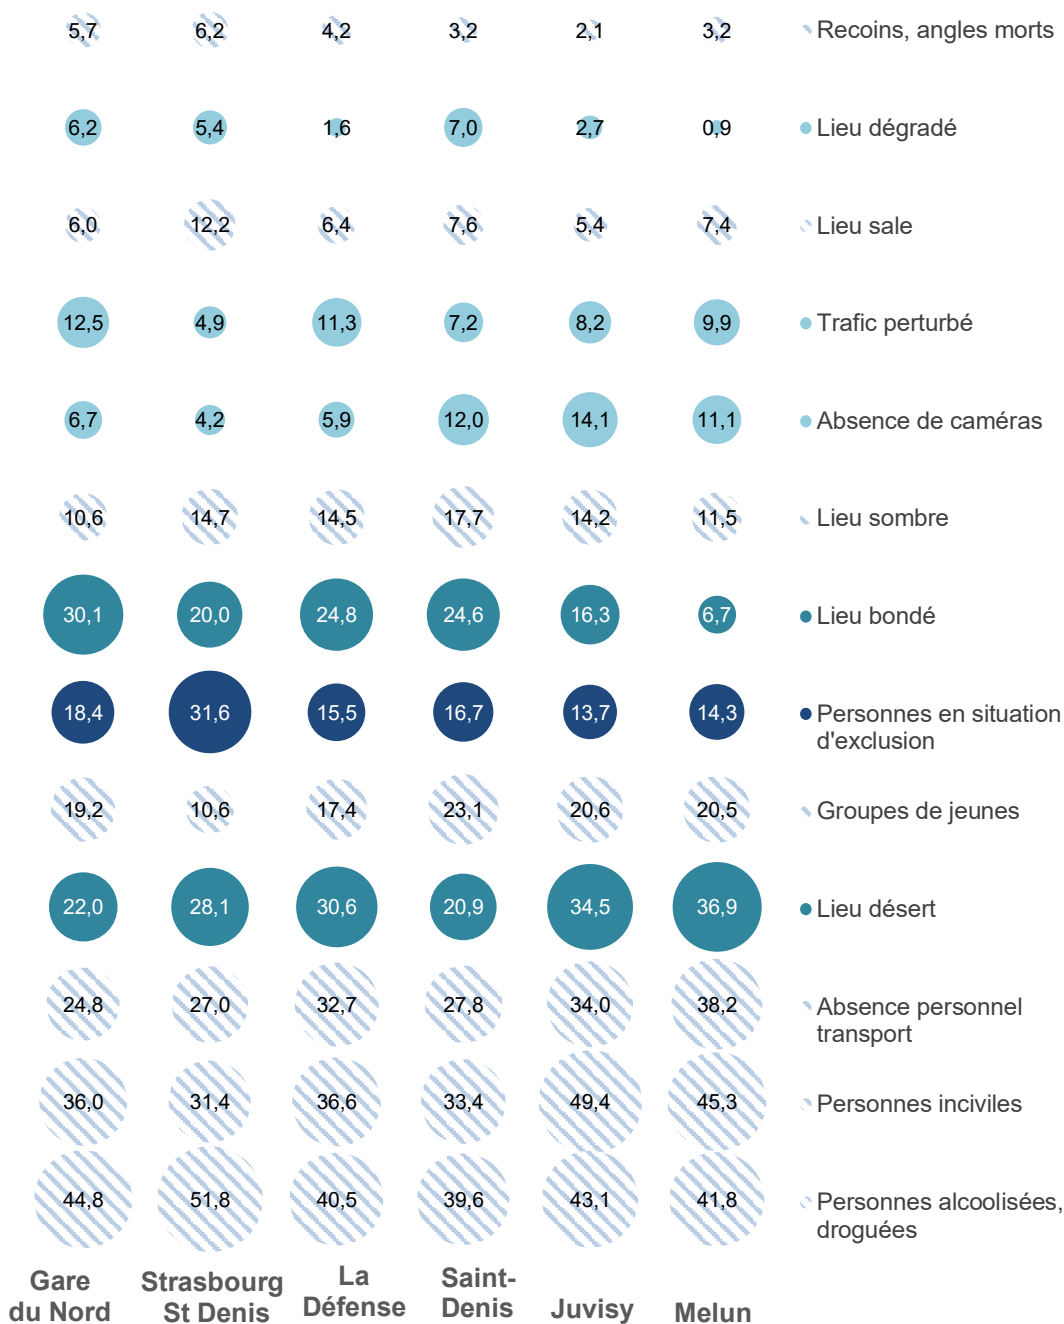 5,7 6,2 4,2 3,2 2,1 3,2 Recoins, angles morts
6,2 5,4 1,6 7,0 2,7 0,9 Lieu dégradé
6,0 12,2 6,4 7,6 5,4 7,4 Lieu sale
12,5 4,9 11,3 7,2 8,2 9,9 Trafic perturbé
6,7 4,2 5,9 12,0 14,1 11,1 Absence de caméras
10,6 14,7 14,5 17,7 14,2 11,5 Lieu sombre
30,1 20,0 24,8 24,6 16,3 6,7 Lieu bondé
18,4 31,6 15,5 16,7 13,7 14,3 Personnes en situation
d'exclusion
19,2 10,6 17,4 23,1 20,6 20,5 Groupes de jeunes
22,0 28,1 30,6 20,9 34,5 36,9 Lieu désert
24,8 27,0 32,7 27,8 34,0 38,2 Absence personnel
transport
36,0 31,4 36,6 33,4 49,4 45,3 Personnes inciviles
44,8 51,8 40,5 39,6 43,1 41,8 Personnes alcoolisées,
droguées
Gare
du Nord
Strasbourg
St Denis
La
Défense
Saint-
Denis
Juvisy
Melun